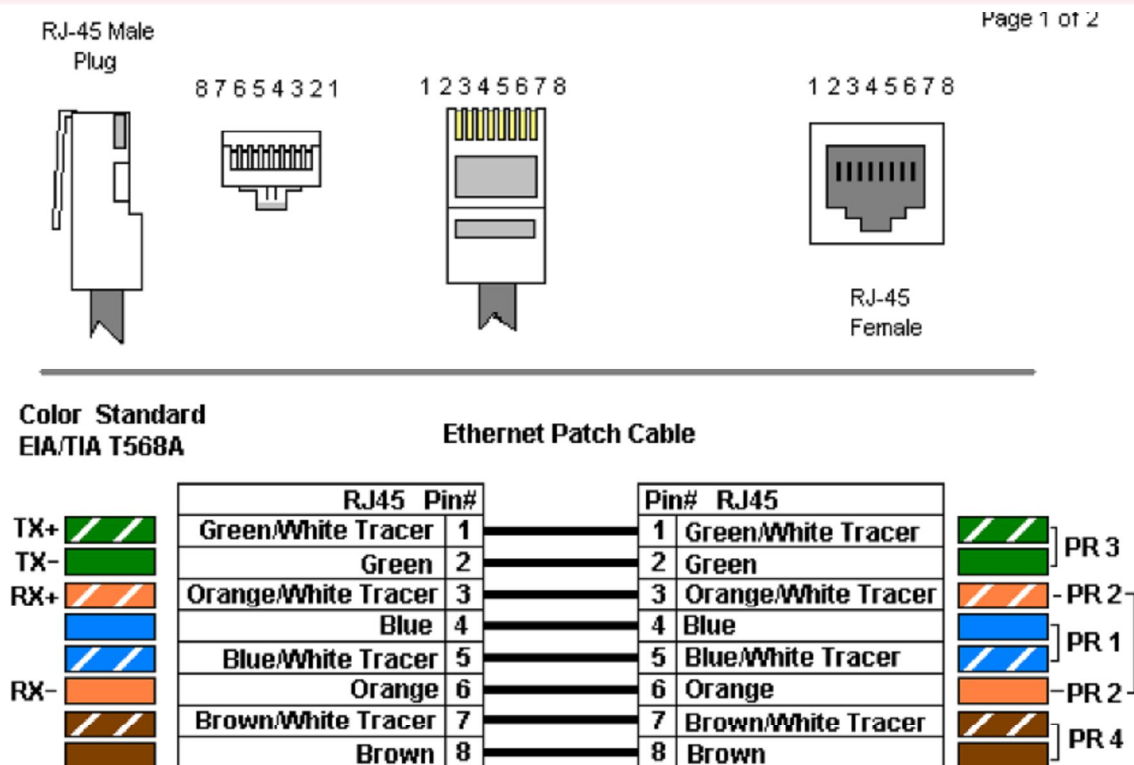 Page 1 of 2
RJ-45 Male
Plug
8 7 6 5 4 3 2 1
1 2 3 4 5 6 7 8
1 2 3 4 5 6 7 8
RJ-45
Female
Color Standard
EIA/TIA T568A
Ethernet Patch Cable
RJ45 Pin#
Pin# RJ45
TX+ Green/White Tracer 1 1 Green/White Tracer
PR 3
TX- Green 2 2 Green
RX+ Orange/White Tracer 3 3 Orange/White Tracer PR 2
Blue 4 4 Blue
PR 1
Blue/White Tracer 5 5 Blue/White Tracer
RX- Orange 6 6 Orange PR 2
Brown/White Tracer 7 7 Brown/White Tracer
PR 4
Brown 8 8 Brown